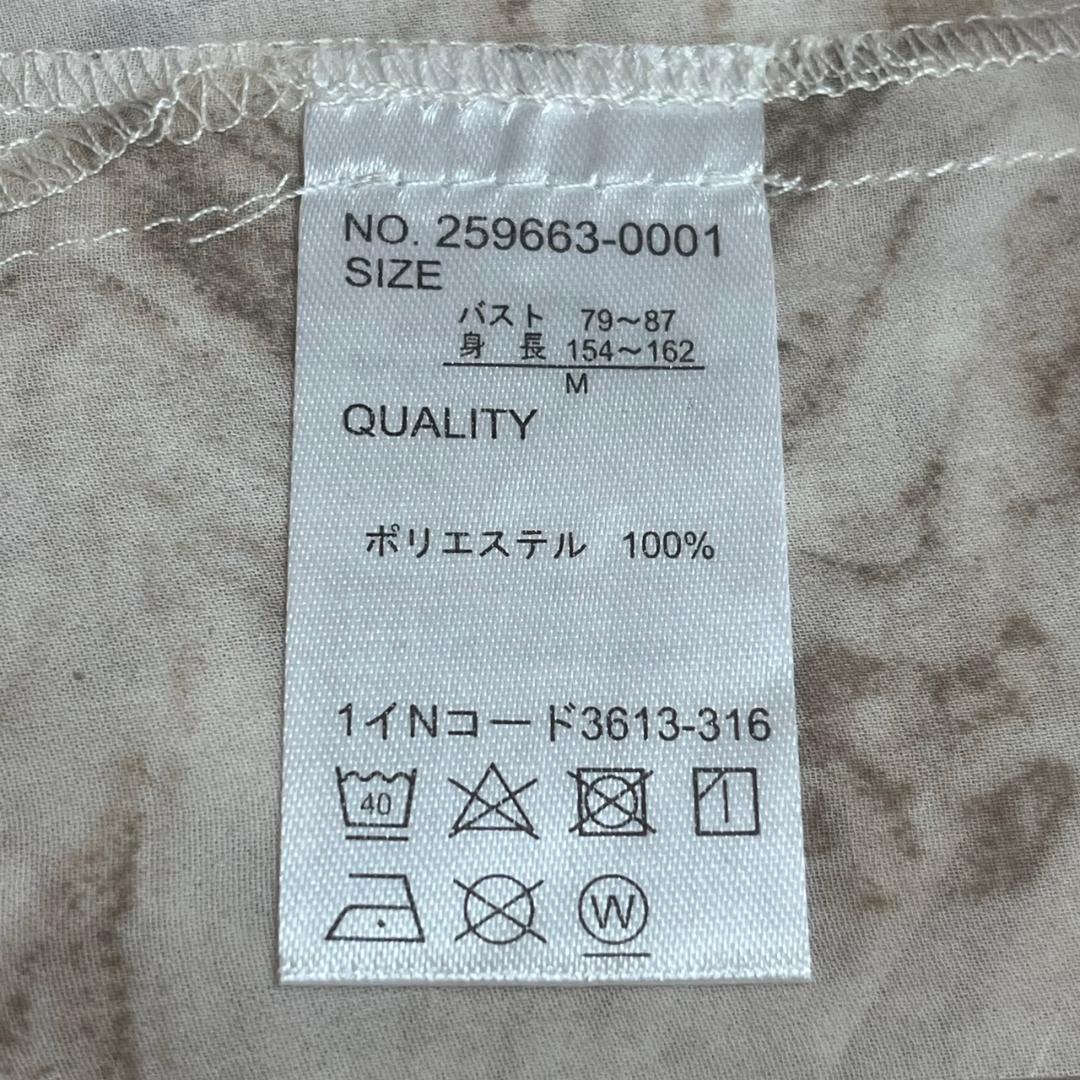 NO. 259663-0001
SIZE
バスト 79～87
身 長 154～162
M
QUALITY
ポリエステル 100%
1イNコード3613-316
40
W